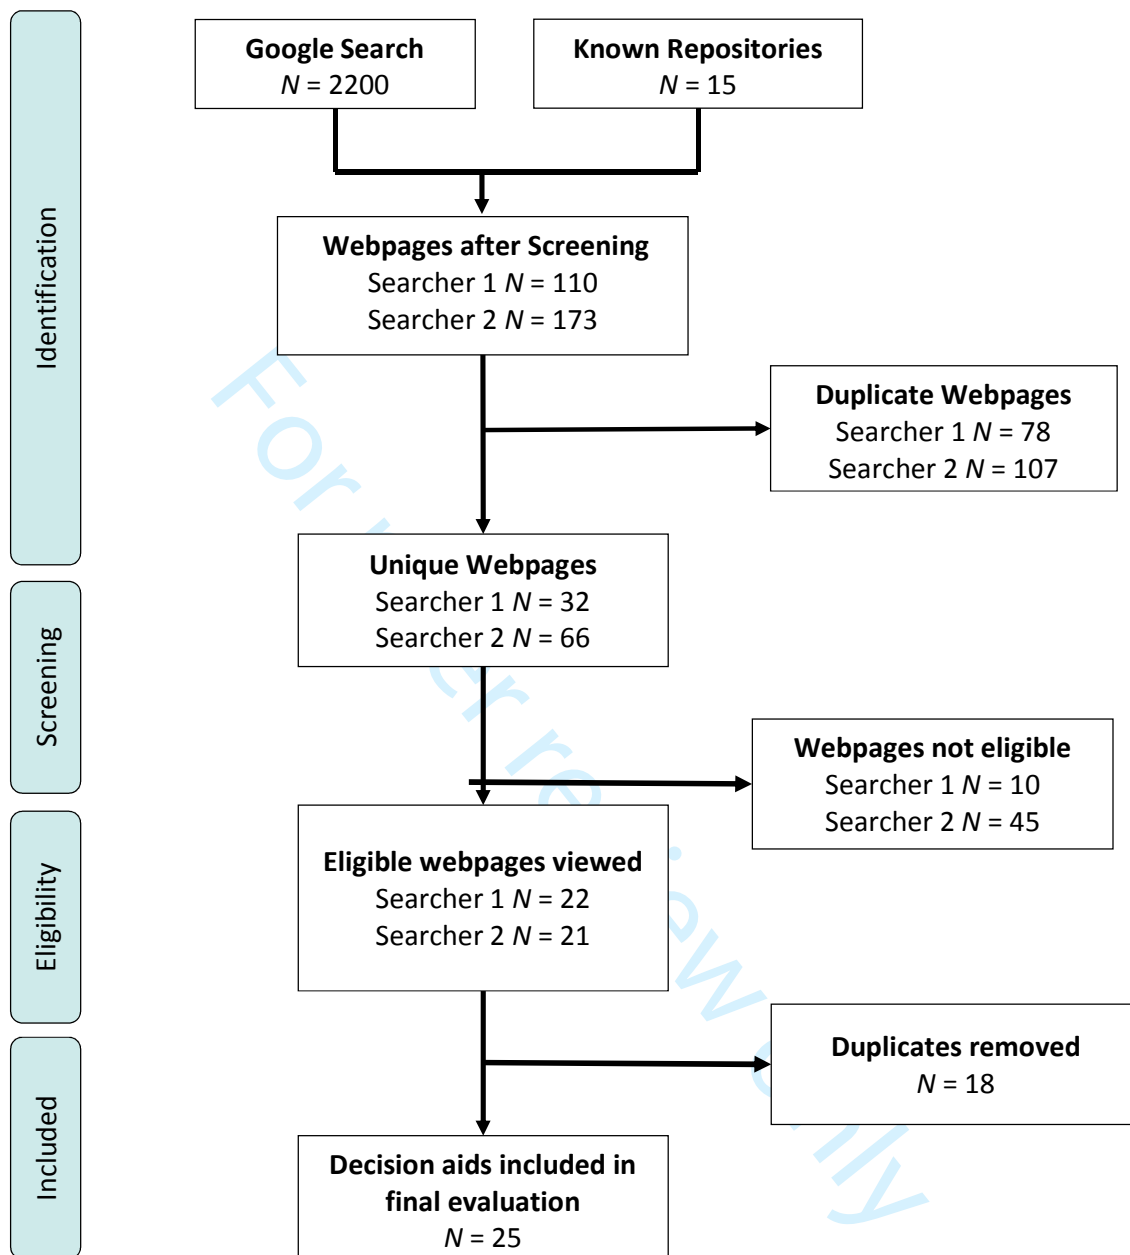 Google Search
N = 2200
Known Repositories
N = 15
Identification
Webpages after Screening
Searcher 1 N = 110
Searcher 2 N = 173
Duplicate Webpages
Searcher 1 N = 78
Searcher 2 N = 107
Unique Webpages
Searcher 1 N = 32
Searcher 2 N = 66
Screening
Webpages not eligible
Searcher 1 N = 10
Searcher 2 N = 45
Eligibility
Eligible webpages viewed
Searcher 1 N = 22
Searcher 2 N = 21
Duplicates removed
N = 18
Included
Decision aids included in
final evaluation
N = 25
For
review only